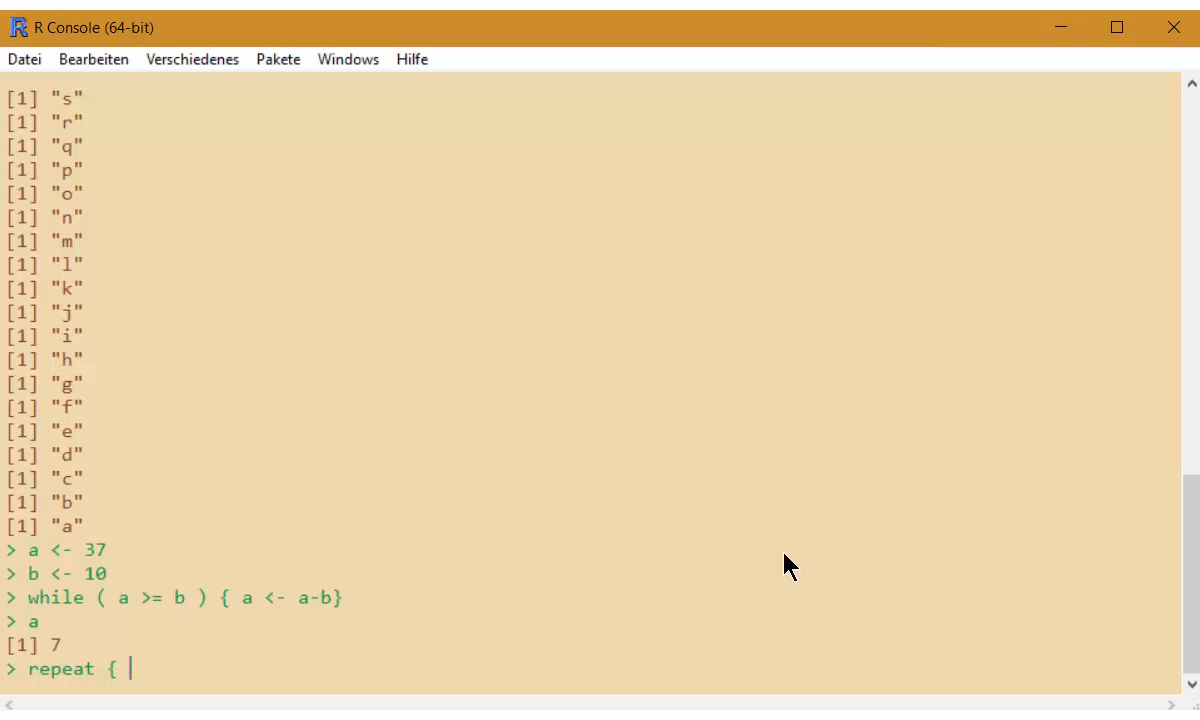 R Console (64-bit)
Datei Bearbeiten Verschiedenes Pakete Windows Hilfe
[1] "s"
[1] "r"
[1] "q"
[1] "p"
[1] "o"
[1] "n"
[1] "m"
[1] "l"
[1] "k"
[1] "j"
[1] "i"
[1] "h"
[1] "g"
[1] "f"
[1] "e"
[1] "d"
[1] "c"
[1] "b"
[1] "a"
> a <- 37
> b <- 10
> while ( a >= b ) { a <- a-b}
> a
[1] 7
> repeat {